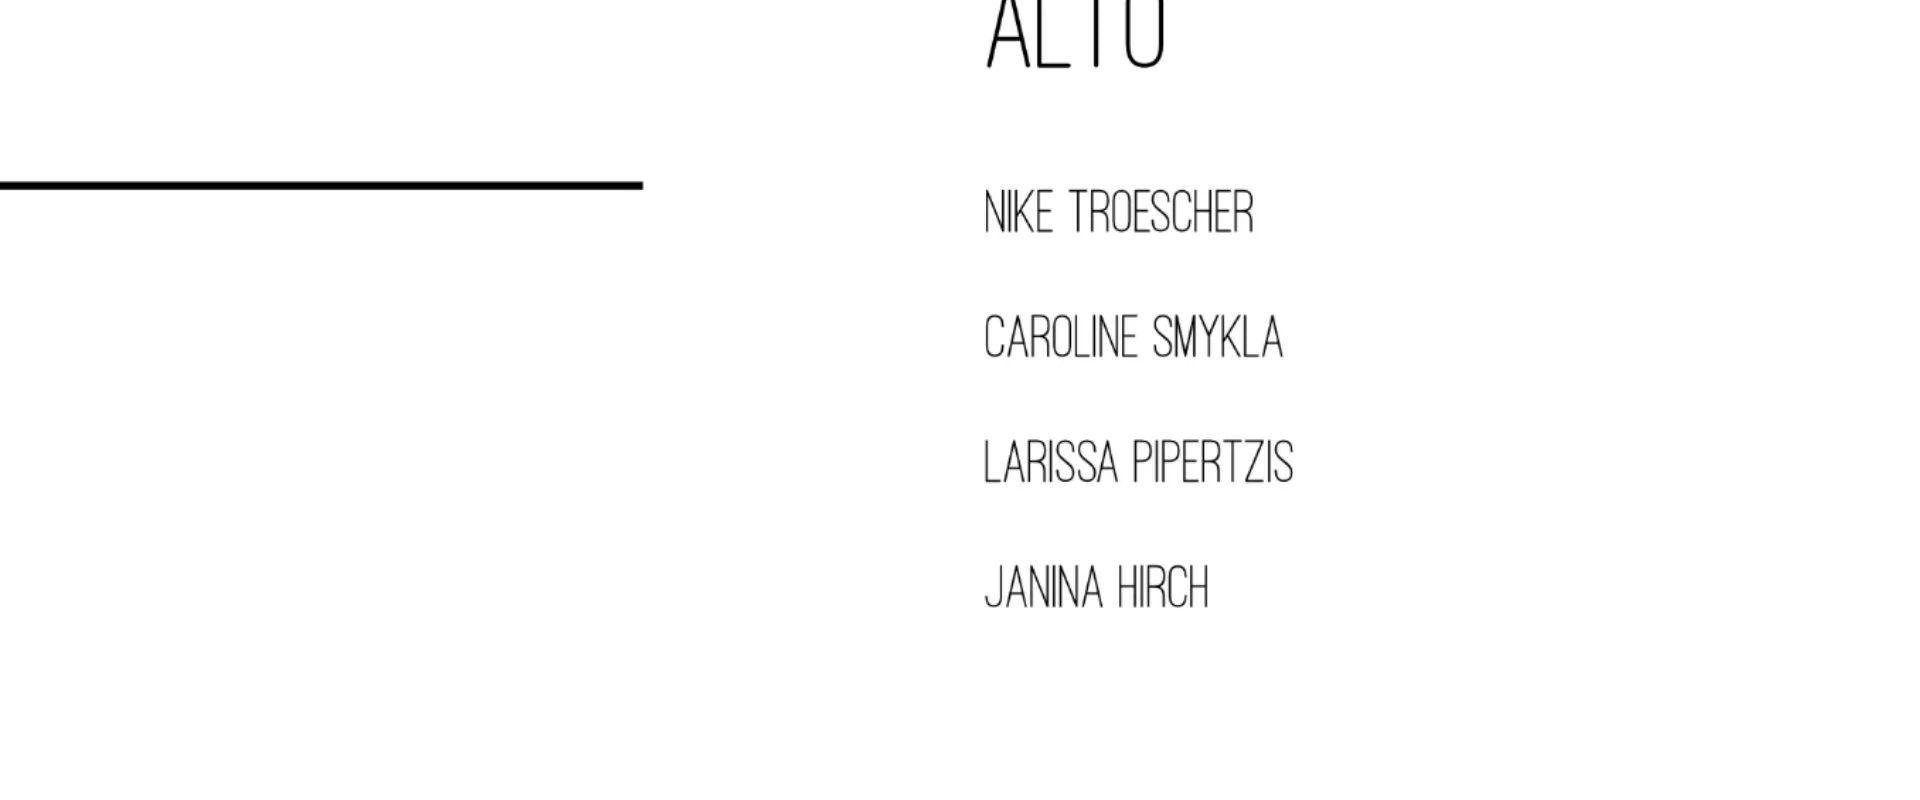 ALTO
NIKE TROESCHER
CAROLINE SMYKLA
LARISSA PIPERTZIS
JANINA HIRCH